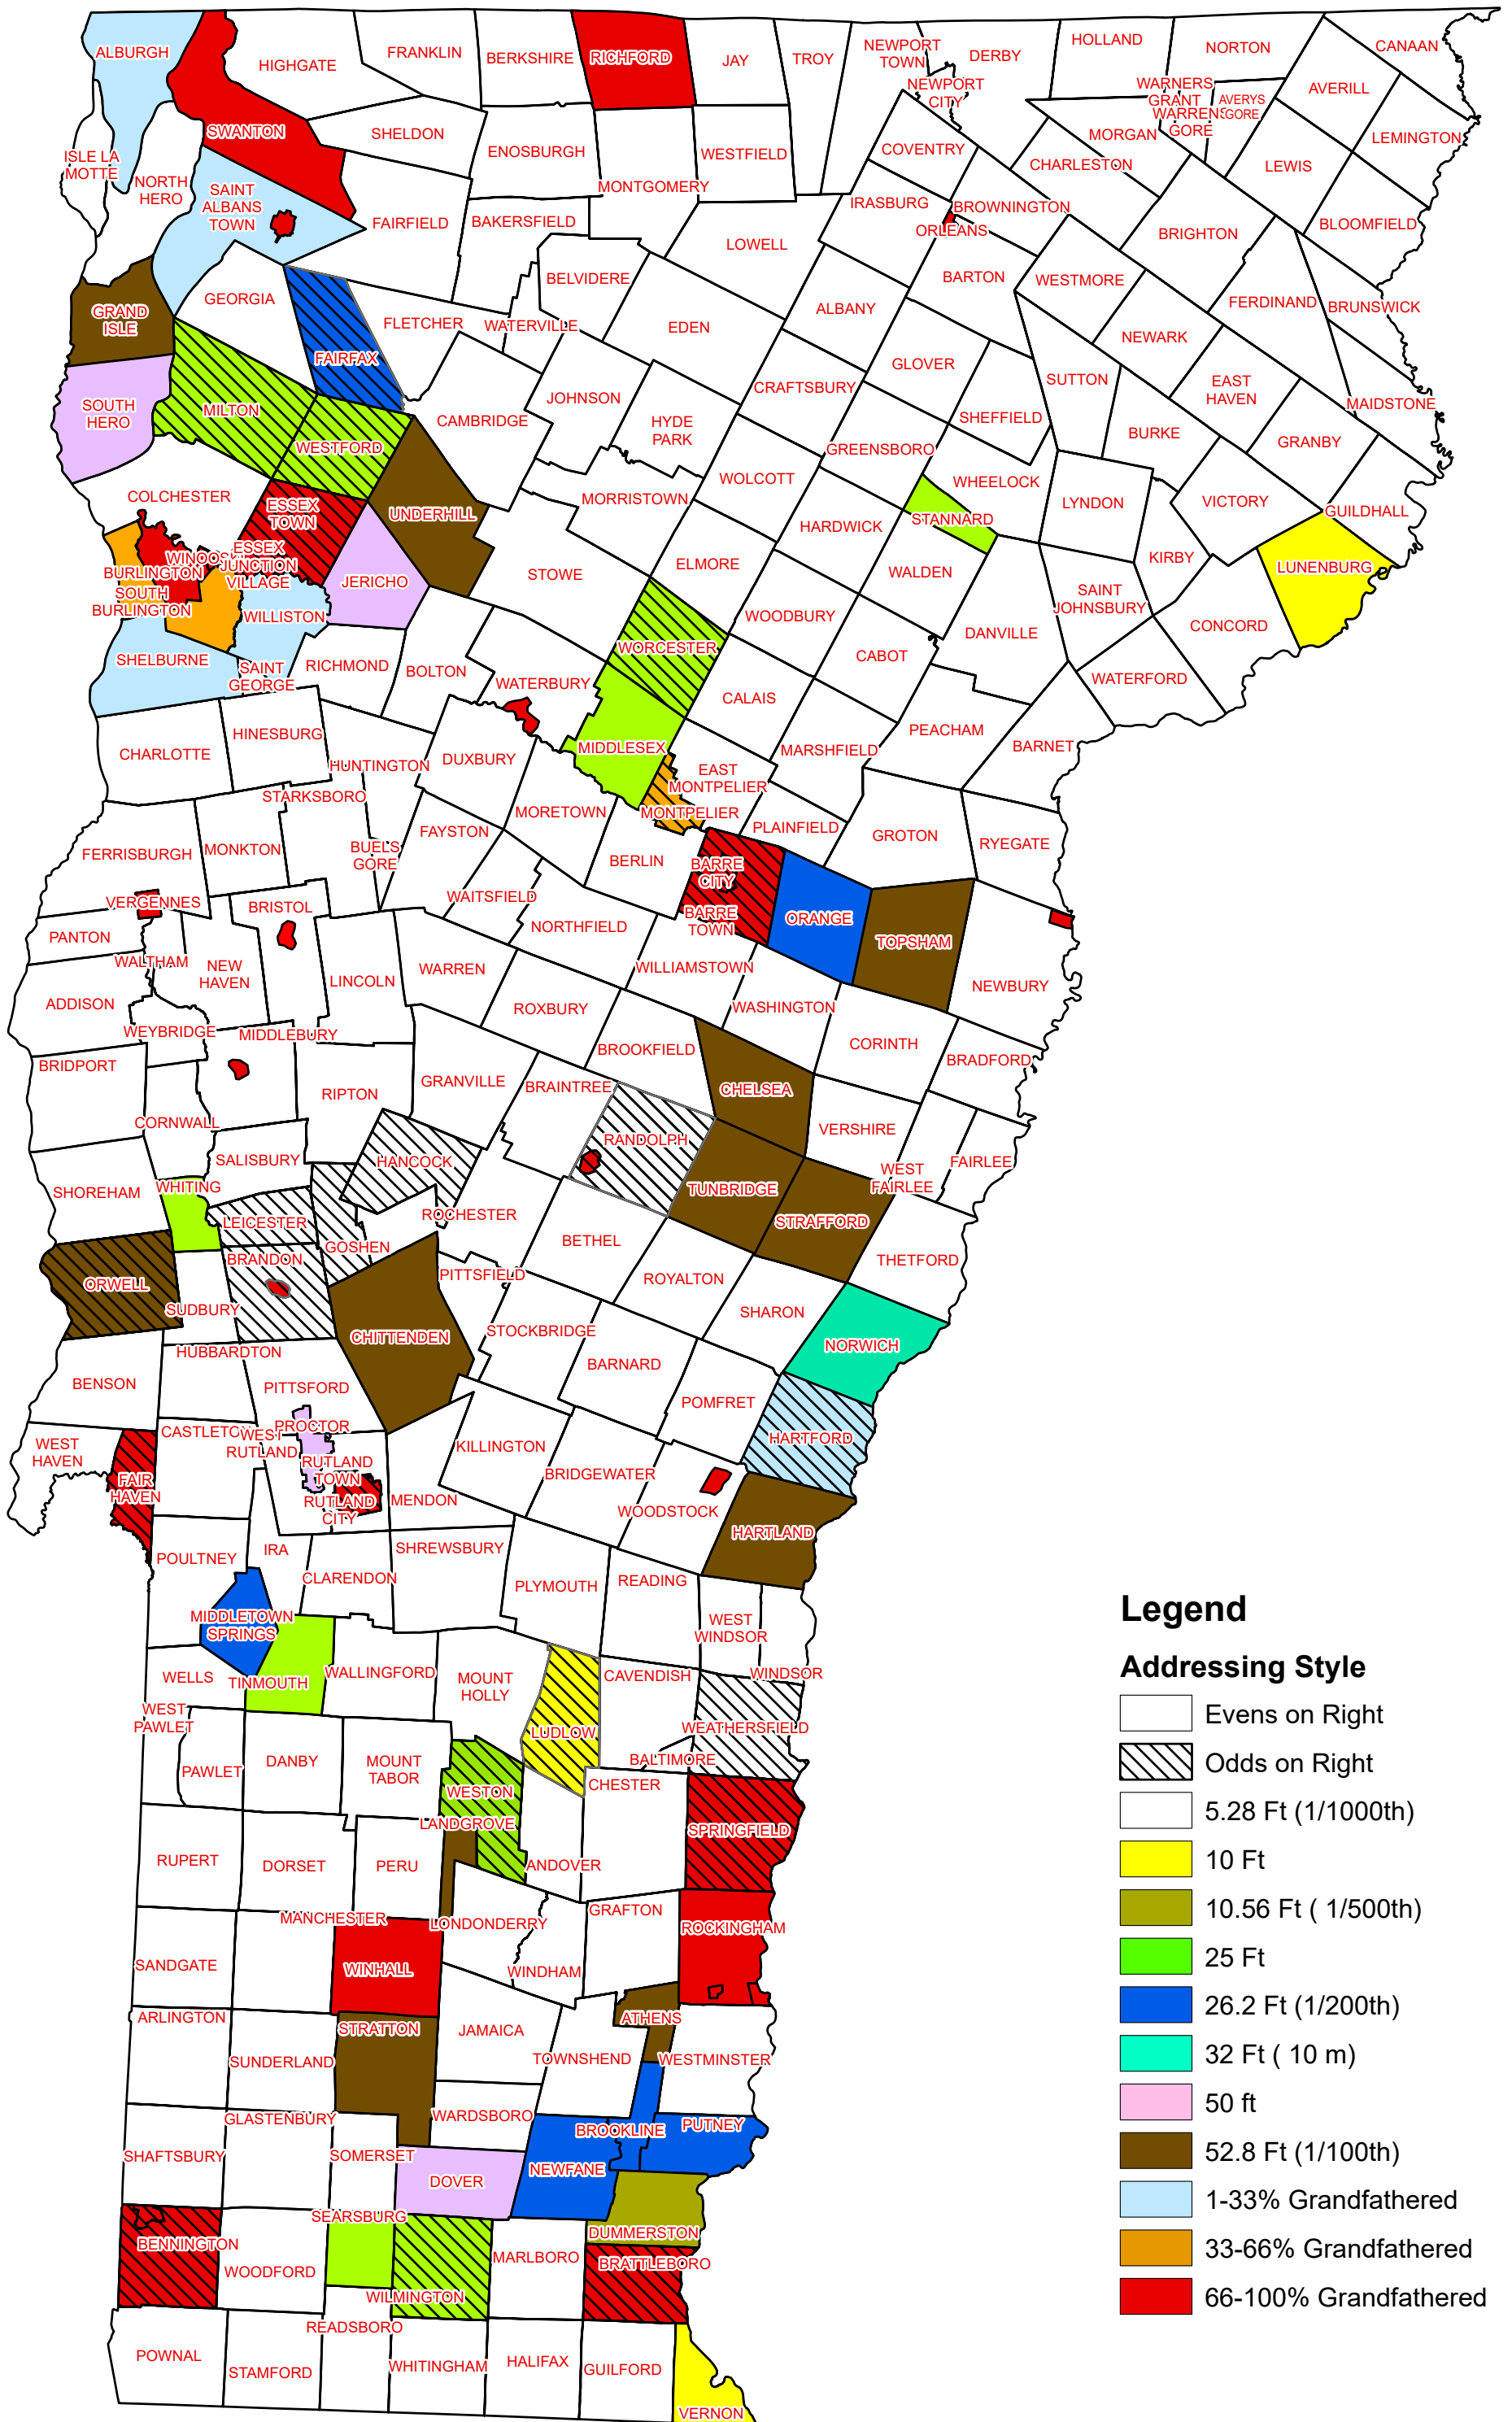 ALBURGH
HIGHGATE
FRANKLIN
BERKSHIRE
RICHFORD
JAY
TROY
NEWPORT
TOWN
DERBY
HOLLAND
NORTON
CANAAN
NEWPORT
CITY
WARNERS
GRANT
AVERYS
GORE
WARRENS
GORE
AVERILL
SWANTON
SHELDON
ENOSBURGH
WESTFIELD
COVENTRY
MORGAN
CHARLESTON
LEWIS
LEMINGTON
ISLE LA
MOTTE
NORTH
HERO
SAINT
ALBANS
TOWN
FAIRFIELD
BAKERSFIELD
MONTGOMERY
LOWELL
IRASBURG
BROWNINGTON
ORLEANS
BRIGHTON
BLOOMFIELD
GRAND
ISLE
GEORGIA
FAIRFAX
FLETCHER
WATERVILLE
BELVIDERE
EDEN
ALBANY
BARTON
WESTMORE
NEWARK
FERDINAND
BRUNSWICK
SOUTH
HERO
MILTON
WESTFORD
CAMBRIDGE
JOHNSON
HYDE
PARK
CRAFTSBURY
GLOVER
SHEFFIELD
SUTTON
BURKE
EAST
HAVEN
GRANBY
MAIDSTONE
COLCHESTER
ESSEX
TOWN
UNDERHILL
MORRISTOWN
WOLCOTT
GREENSBORO
WHEELOCK
LYNDON
VICTORY
GUILDHALL
STANNARD
HARDWICK
BURLINGTON
ESSEX
JUNCTION
VILLAGE
SOUTH
BURLINGTON
WILLISTON
JERICHO
STOWE
ELMORE
WOODBURY
WALDEN
SAINT
JOHNSBURY
KIRBY
LUNENBURG
CONCORD
DANVILLE
SHELBURNE
SAINT
GEORGE
RICHMOND
BOLTON
WATERBURY
WORCESTER
CALAIS
CABOT
WATERFORD
CHARLOTTE
HINESBURG
HUNTINGTON
DUXBURY
MIDDLESEX
EAST
MONTPELIER
MARSHFIELD
PEACHAM
BARNET
STARKSBORO
MORETOWN
MONTPELIER
PLAINFIELD
GROTON
RYEGATE
FERRISBURGH
MONKTON
BUELS
GORE
FAYSTON
BERLIN
BARRE
CITY
VERGENNES
BRISTOL
WAITSFIELD
NORTHFIELD
BARRE
TOWN
ORANGE
TOPSHAM
PANTON
WALTHAM
NEW
HAVEN
LINCOLN
WARREN
WILLIAMSTOWN
NEWBURY
ADDISON
WEYBRIDGE
MIDDLEBURY
ROXBURY
WASHINGTON
BROOKFIELD
CORINTH
BRADFORD
BRIDPORT
RIPTON
GRANVILLE
BRAINTREE
CHELSEA
CORNWALL
SALISBURY
HANCOCK
RANDOLPH
VERSHIRE
WEST
FAIRLEE
FAIRLEE
SHOREHAM
WHITING
LEICESTER
GOSHEN
ROCHESTER
BETHEL
TUNBRIDGE
STRAFFORD
THETFORD
ORWELL
BRANDON
SUDBURY
PITTSFIELD
ROYALTON
SHARON
CHITTENDEN
STOCKBRIDGE
BARNARD
NORWICH
HUBBARDTON
BENSON
PITTSFORD
POMFRET
WEST
HAVEN
WEST
RUTLAND
PROCTOR
KILLINGTON
HARTFORD
FAIR
HAVEN
RUTLAND
TOWN
RUTLAND
CITY
MENDON
BRIDGEWATER
WOODSTOCK
HARTLAND
POULTNEY
IRA
CLARENDON
SHREWSBURY
PLYMOUTH
READING
MIDDLETOWN
SPRINGS
WEST
WINDSOR
WINDSOR
WELLS
TINMOUTH
WALLINGFORD
MOUNT
HOLLY
LUDLOW
CAVENDISH
WEATHERSFIELD
BALTIMORE
WEST
PAWLET
PAWLET
DANBY
MOUNT
TABOR
WESTON
CHESTER
LANDGROVE
SPRINGFIELD
RUPERT
DORSET
PERU
ANDOVER
MANCHESTER
LONDONDERRY
GRAFTON
ROCKINGHAM
SANDGATE
WINHALL
WINDHAM
ARLINGTON
STRATTON
JAMAICA
ATHENS
SUNDERLAND
TOWNSHEND
WESTMINSTER
GLASTENBURY
WARDSBORO
BROOKLINE
PUTNEY
SHAFTSBURY
SOMERSET
DOVER
NEWFANE
SEARSBURG
DUMMERSTON
BENNINGTON
WOODFORD
MARLBORO
BRATTLEBORO
WILMINGTON
READSBORO
POWNAL
STAMFORD
WHITINGHAM
HALIFAX
GUILFORD
VERNON
Legend
Addressing Style
Evens on Right
Odds on Right
5.28 Ft (1/1000th)
10 Ft
10.56 Ft ( 1/500th)
25 Ft
26.2 Ft (1/200th)
32 Ft ( 10 m)
50 ft
52.8 Ft (1/100th)
1-33% Grandfathered
33-66% Grandfathered
66-100% Grandfathered